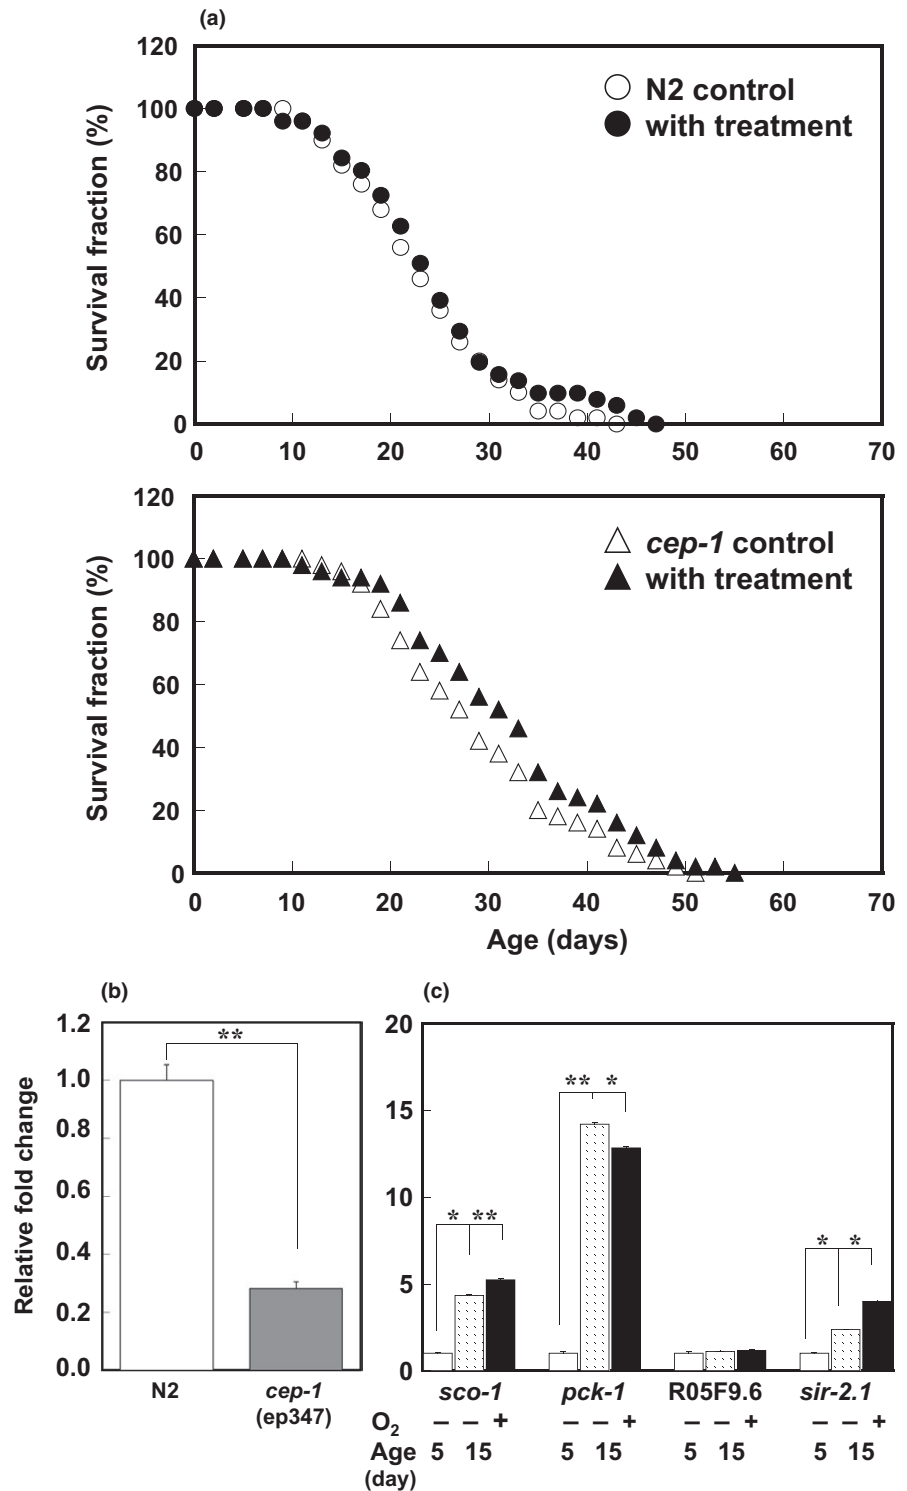 (a)
120
100
80
60
40
20
0
Survival fraction (%)
N2 control
with treatment
0 10 20 30 40 50 60 70
120
100
80
60
40
20
0
Survival fraction (%)
cep-1 control
with treatment
0 10 20 30 40 50 60 70
Age (days)
(b)
1.2
1.0
0.8
0.6
0.4
0.2
0.0
Relative fold change
**
N2 cep-1
(ep347)
(c)
20
15
10
5
0
** *
* **
* *
sco-1 pck-1 R05F9.6 sir-2.1
O2 – – + – – + – – + – – +
Age 5 15 5 15 5 15 5 15
(day)